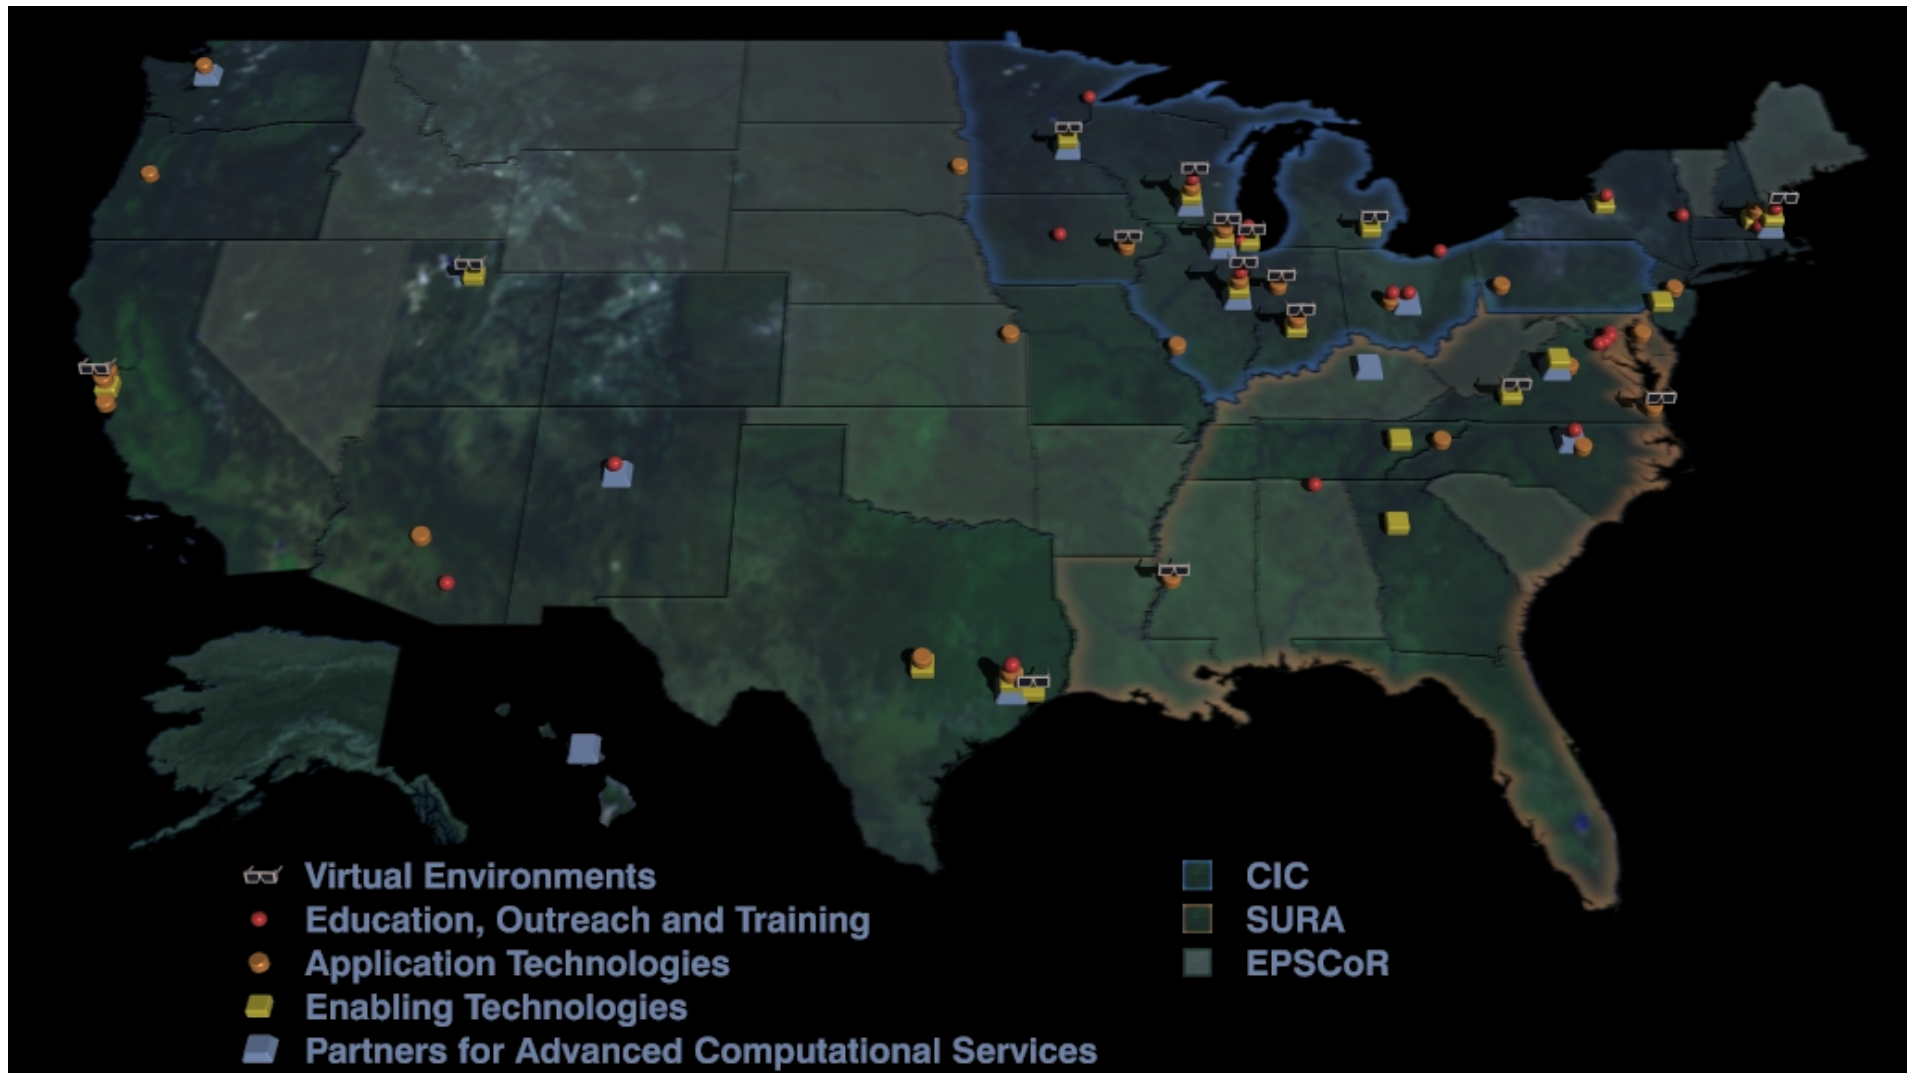 Virtual Environments
Education, Outreach and Training
Application Technologies
Enabling Technologies
Partners for Advanced Computational Services
CIC
SURA
EPSCoR